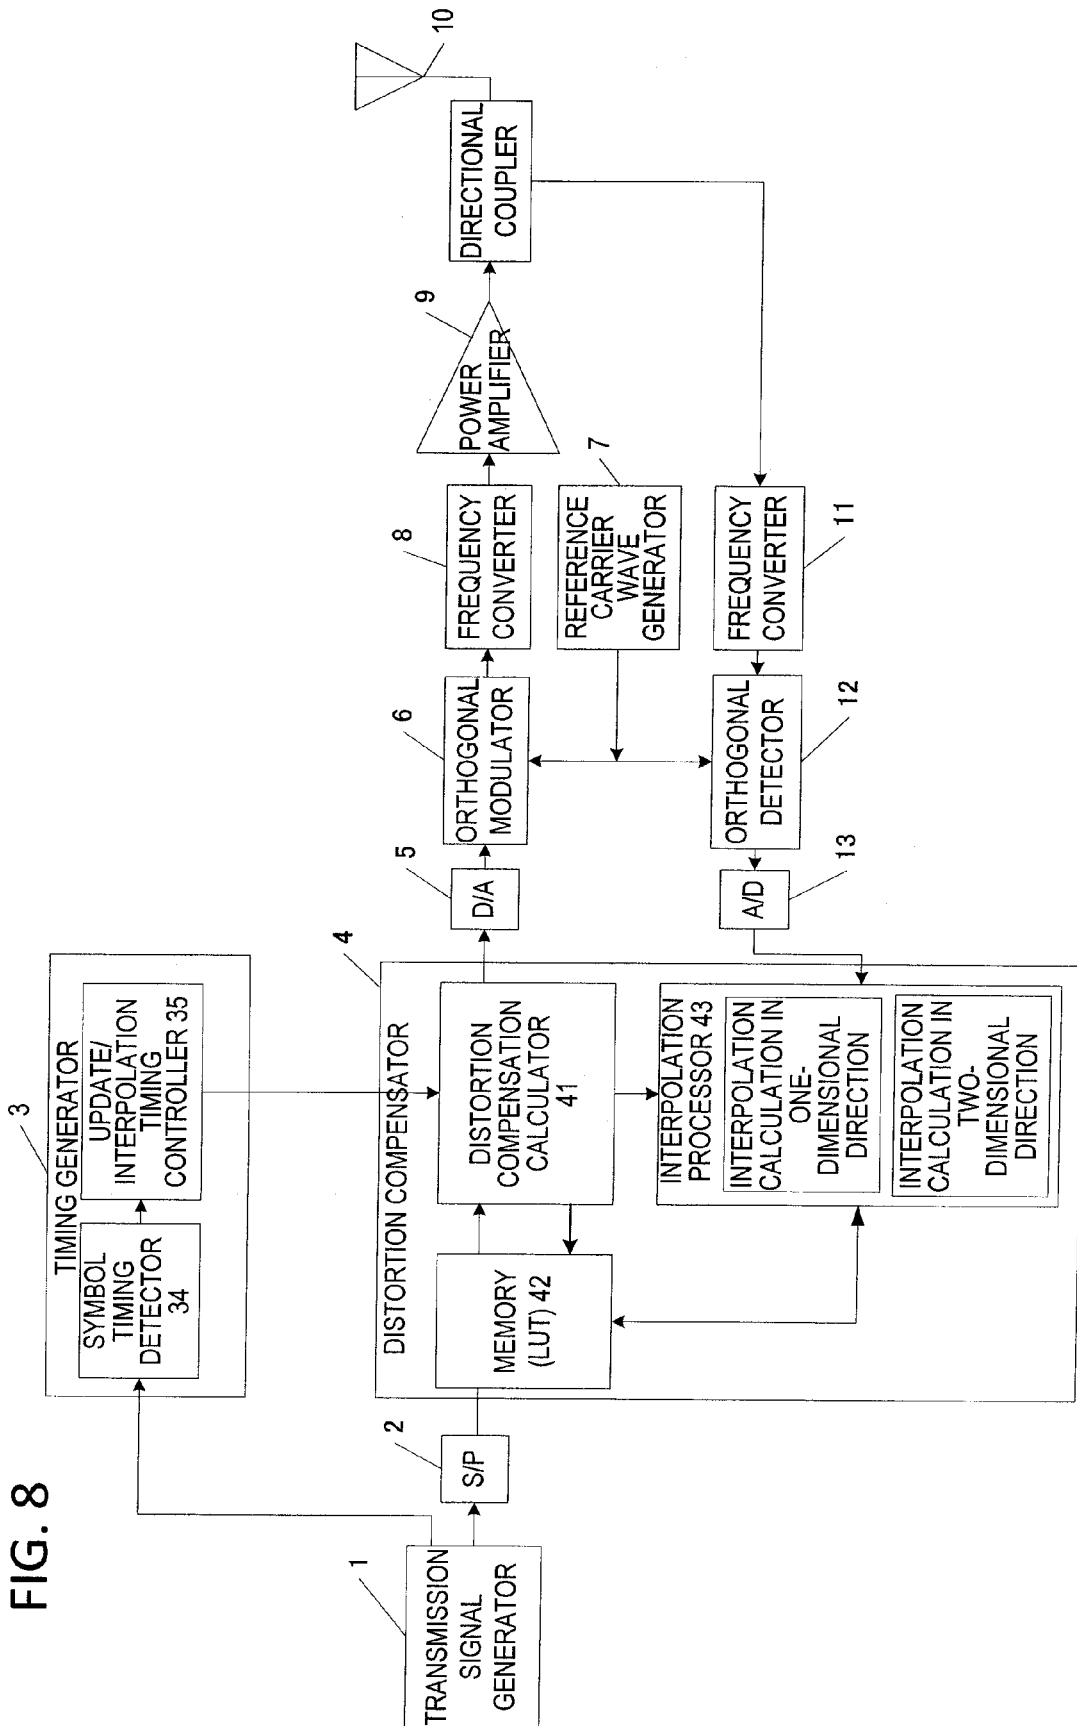 FIG. 8
TRANSMISSION
SIGNAL
GENERATOR
1
S/P
2
TIMING GENERATOR
3
SYMBOL
TIMING
DETECTOR
34
UPDATE/
INTERPOLATION
TIMING
CONTROLLER 35
DISTORTION COMPENSATOR
4
MEMORY
(LUT) 42
DISTORTION
COMPENSATION
CALCULATOR
41
INTERPOLATION
PROCESSOR 43
INTERPOLATION
CALCULATION IN
ONE-
DIMENSIONAL
DIRECTION
INTERPOLATION
CALCULATION IN
TWO-
DIMENSIONAL
DIRECTION
D/A
5
ORTHOGONAL
MODULATOR
6
FREQUENCY
CONVERTER
8
POWER
AMPLIFIER
9
DIRECTIONAL
COUPLER
10
REFERENCE
CARRIER
WAVE
GENERATOR
7
FREQUENCY
CONVERTER
11
ORTHOGONAL
DETECTOR
12
A/D
13